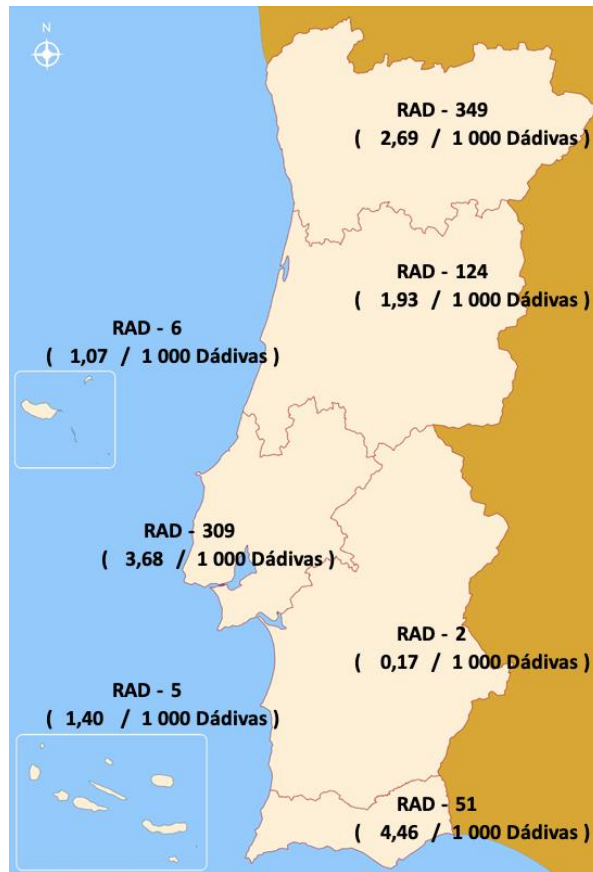 N
RAD - 349
( 2,69 / 1 000 Dádivas )
RAD - 124
( 1,93 / 1 000 Dádivas )
RAD - 6
( 1,07 / 1 000 Dádivas )
RAD - 309
( 3,68 / 1 000 Dádivas )
RAD - 2
( 0,17 / 1 000 Dádivas )
RAD - 5
( 1,40 / 1 000 Dádivas )
RAD - 51
( 4,46 / 1 000 Dádivas )